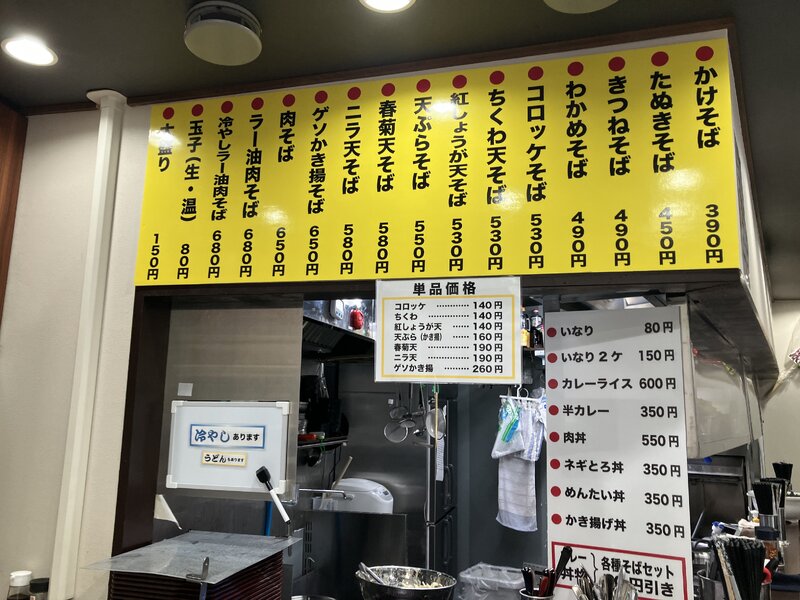 かけそば 390円
たぬきそば 450円
きつねそば 490円
わかめそば 490円
コロッケそば 530円
ちくわ天そば 530円
紅しょうが天そば 530円
天ぷらそば 550円
春菊天そば 580円
ニラ天そば 580円
ゲソかき揚そば 650円
肉そば 650円
ラー油肉そば 680円
冷やしラー油肉そば 680円
玉子(生・温) 80円
大盛り 150円
単品価格
コロッケ ………… 140円
ちくわ ………… 140円
紅しょうが天 …… 140円
天ぷら(かき揚) …… 160円
春菊天 ………… 190円
ニラ天 ………… 190円
ゲソかき揚 ……… 260円
いなり 80円
いなり2ケ 150円
カレーライス 600円
半カレー 350円
肉丼 550円
ネギとろ丼 350円
めんたい丼 350円
かき揚げ丼 350円
カレー
丼物
各種そばセット
円引き
冷やしあります
うどんもあります